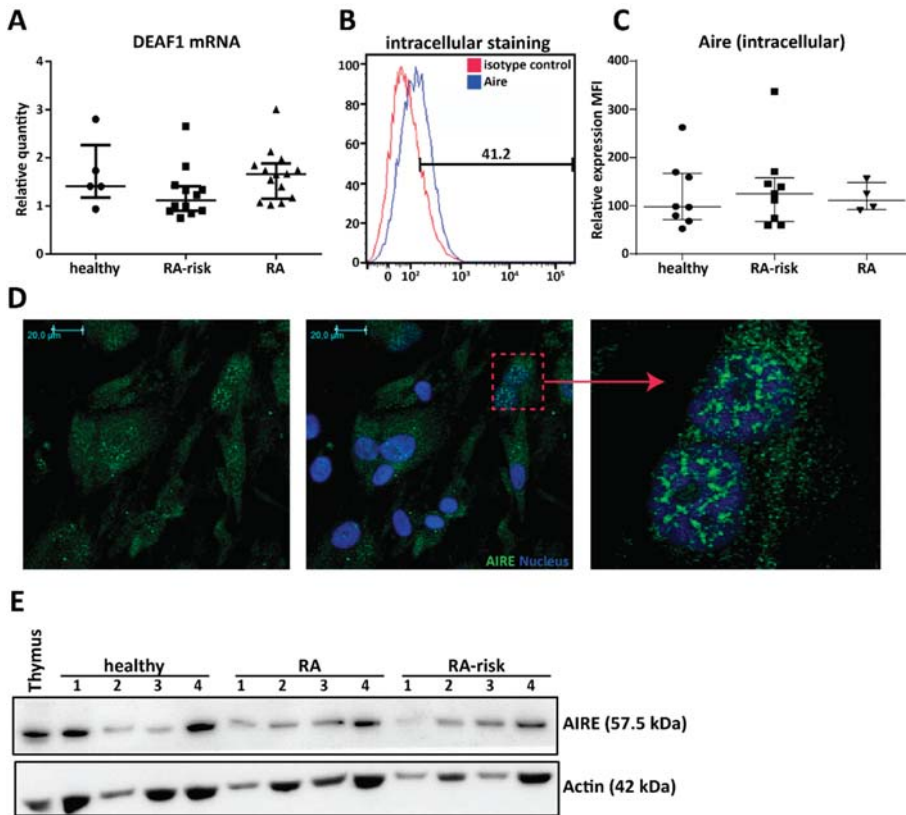 A
DEAF1 mRNA
Relative quantity
4
3
2
1
0
healthy RA-risk RA
B
intracellular staining
isotype control
Aire
100
80
60
40
20
0
41.2
0 10² 10³ 10⁴ 10⁵
C
Aire (intracellular)
Relative expression MFI
400
300
200
100
0
healthy RA-risk RA
D
20,0 µm
20,0 µm
AIRE Nucleus
E
Thymus
healthy RA RA-risk
1 2 3 4 1 2 3 4 1 2 3 4
AIRE (57.5 kDa)
Actin (42 kDa)